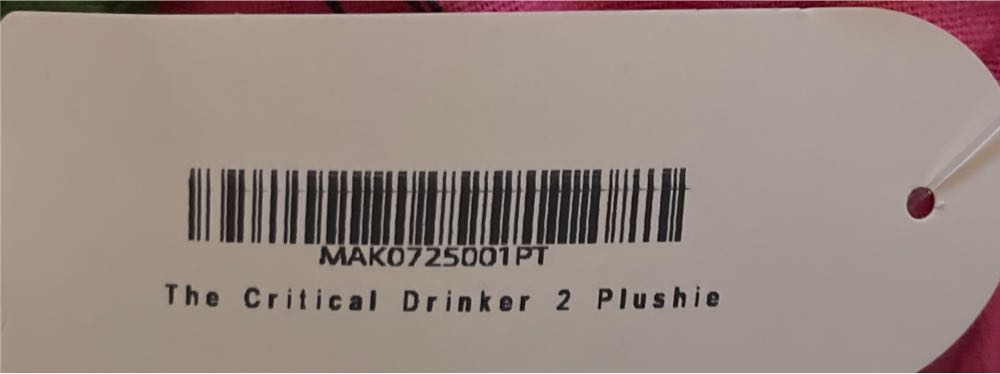 MAK0725001PT
The Critical Drinker 2 Plushie